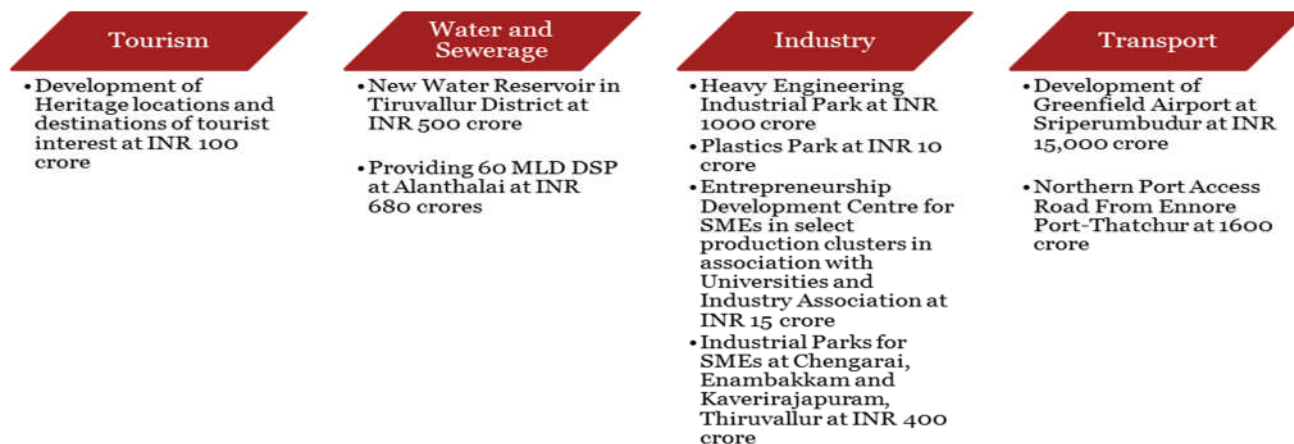 Tourism
•Development of
Heritage locations and
destinations of tourist
interest at INR 100
crore
Water and
Sewerage
•New Water Reservoir in
Tiruvallur District at
INR 500 crore
•Providing 60 MLD DSP
at Alanthalai at INR
680 crores
Industry
•Heavy Engineering
Industrial Park at INR
1000 crore
•Plastics Park at INR 10
crore
•Entrepreneurship
Development Centre for
SMEs in select
production clusters in
association with
Universities and
Industry Association at
INR 15 crore
•Industrial Parks for
SMEs at Chengarai,
Enambakkam and
Kaverirajapuram,
Thiruvallur at INR 400
crore
Transport
•Development of
Greenfield Airport at
Sriperumbudur at INR
15,000 crore
•Northern Port Access
Road From Ennore
Port-Thatchur at 1600
crore